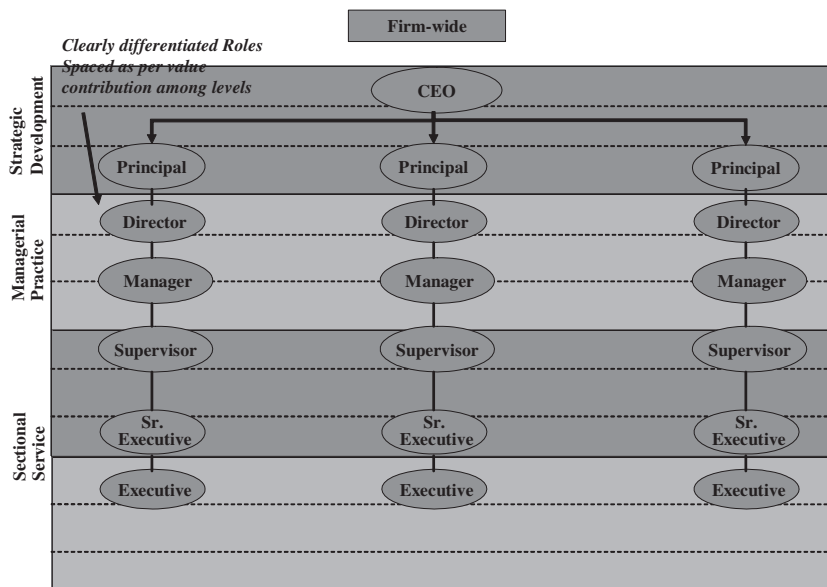 Firm-wide
Clearly differentiated Roles
Spaced as per value
contribution among levels
CEO
Strategic
Development
Principal
Principal
Principal
Managerial
Practice
Director
Director
Director
Manager
Manager
Manager
Sectional
Service
Supervisor
Supervisor
Supervisor
Sr.
Executive
Sr.
Executive
Sr.
Executive
Executive
Executive
Executive